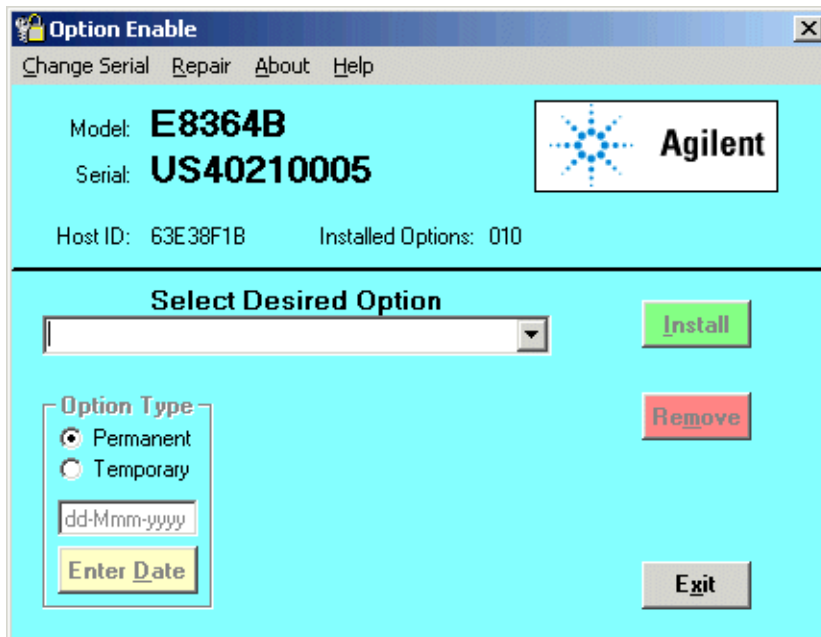 Option Enable
Change Serial Repair About Help
Model: E8364B
Serial: US40210005
Agilent
Host ID: 63E38F1B Installed Options: 010
Select Desired Option
Install
Option Type
Permanent
Temporary
dd-Mmm-yyyy
Enter Date
Remove
Exit